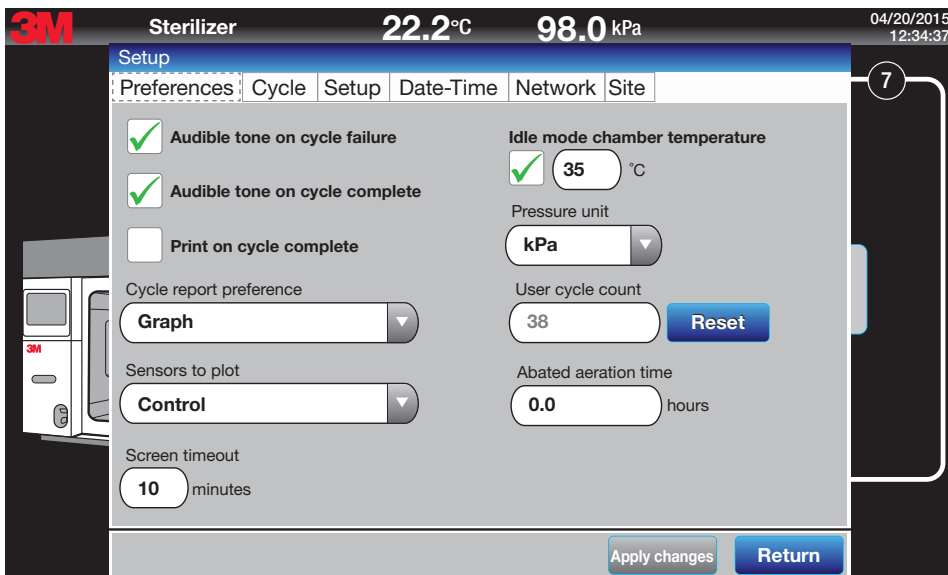 3M Sterilizer 22.2°C 98.0 kPa 04/20/2015
12:34:37
Setup
Preferences Cycle Setup Date-Time Network Site
7
Audible tone on cycle failure
Audible tone on cycle complete
Print on cycle complete
Cycle report preference
Graph
Sensors to plot
Control
Screen timeout
10 minutes
Idle mode chamber temperature
35 °C
Pressure unit
kPa
User cycle count
38 Reset
Abated aeration time
0.0 hours
3M
Apply changes Return